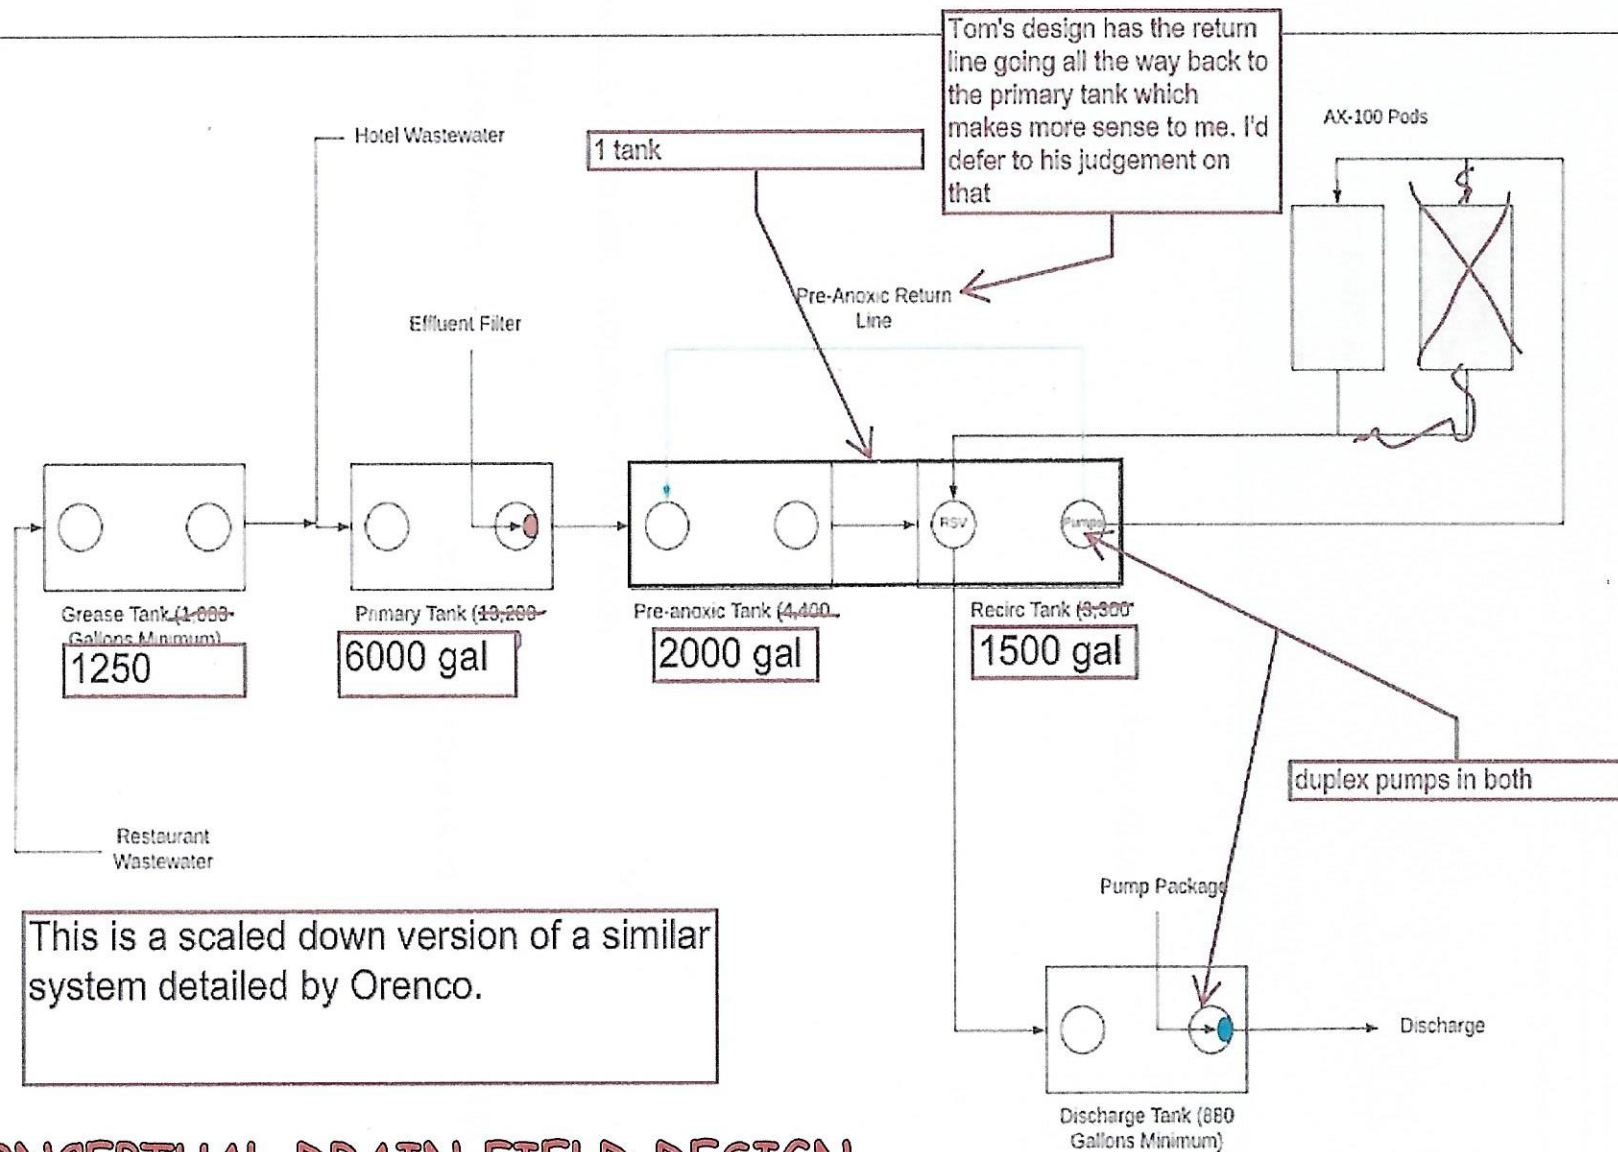 Tom's design has the return
line going all the way back to
the primary tank which
makes more sense to me. I'd
defer to his judgement on
that
AX-100 Pods
Hotel Wastewater
1 tank
Pre-Anoxic Return
Line
Effluent Filter
RSV
Pumps
Grease Tank
Gallons Minimum)
1250
Primary Tank (13,200
6000 gal
Pre-anoxic Tank (4,400
2000 gal
Recirc Tank (3,300
1500 gal
duplex pumps in both
Restaurant
Wastewater
Pump Package
This is a scaled down version of a similar
system detailed by Orenco.
Discharge
Discharge Tank (880
Gallons Minimum)
DRAIN FIELD DESIGN